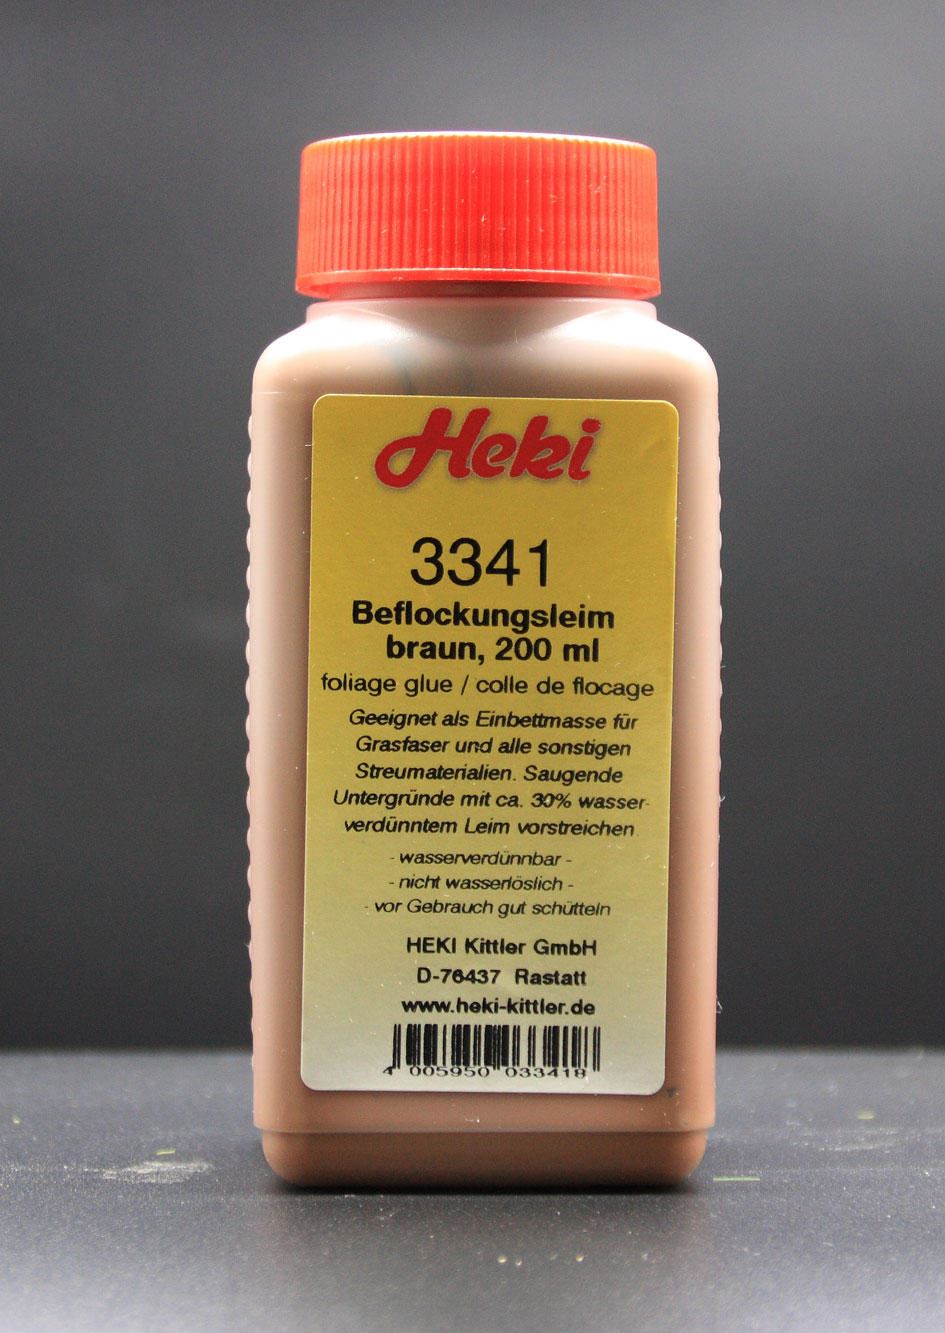 Heki
3341
Beflockungsleim
braun, 200 ml
foliage glue / colle de flocage
Geeignet als Einbettmasse für
Grasfaser und alle sonstigen
Streumaterialien. Saugende
Untergründe mit ca. 30% wasser-
verdünntem Leim vorstreichen
- wasserverdünnbar -
- nicht wasserlöslich -
- vor Gebrauch gut schütteln
HEKI Kittler GmbH
D-76437 Rastatt
www.heki-kittler.de
4 005950 033418